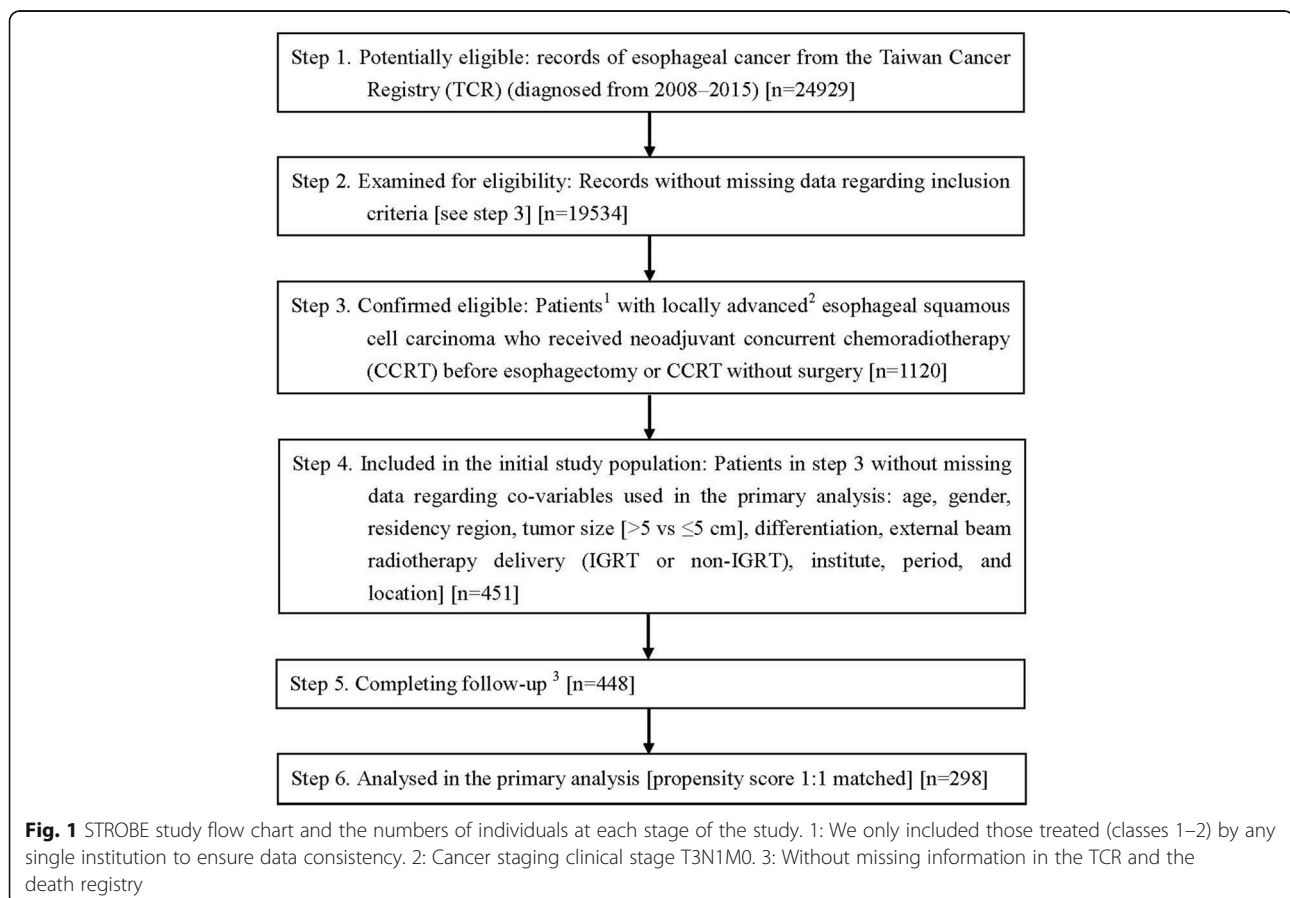 Step 1. Potentially eligible: records of esophageal cancer from the Taiwan Cancer
Registry (TCR) (diagnosed from 2008–2015) [n=24929]
Step 2. Examined for eligibility: Records without missing data regarding inclusion
criteria [see step 3] [n=19534]
Step 3. Confirmed eligible: Patients¹ with locally advanced² esophageal squamous
cell carcinoma who received neoadjuvant concurrent chemoradiotherapy
(CCRT) before esophagectomy or CCRT without surgery [n=1120]
Step 4. Included in the initial study population: Patients in step 3 without missing
data regarding co-variables used in the primary analysis: age, gender,
residency region, tumor size [>5 vs ≤5 cm], differentiation, external beam
radiotherapy delivery (IGRT or non-IGRT), institute, period, and
location] [n=451]
Step 5. Completing follow-up ³ [n=448]
Step 6. Analysed in the primary analysis [propensity score 1:1 matched] [n=298]
Fig. 1 STROBE study flow chart and the numbers of individuals at each stage of the study. 1: We only included those treated (classes 1–2) by any
single institution to ensure data consistency. 2: Cancer staging clinical stage T3N1M0. 3: Without missing information in the TCR and the
death registry